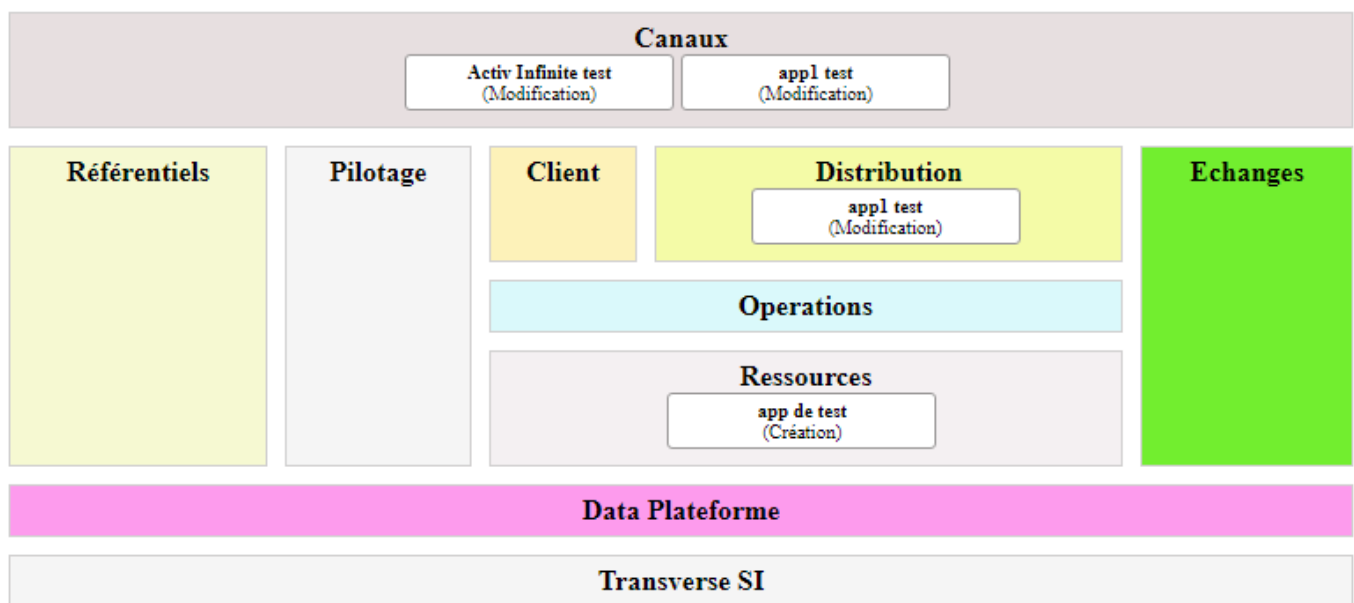 Canaux
Activ Infinite test
(Modification)
app1 test
(Modification)
Référentiels
Pilotage
Client
Distribution
app1 test
(Modification)
Echanges
Operations
Ressources
app de test
(Création)
Data Plateforme
Transverse SI